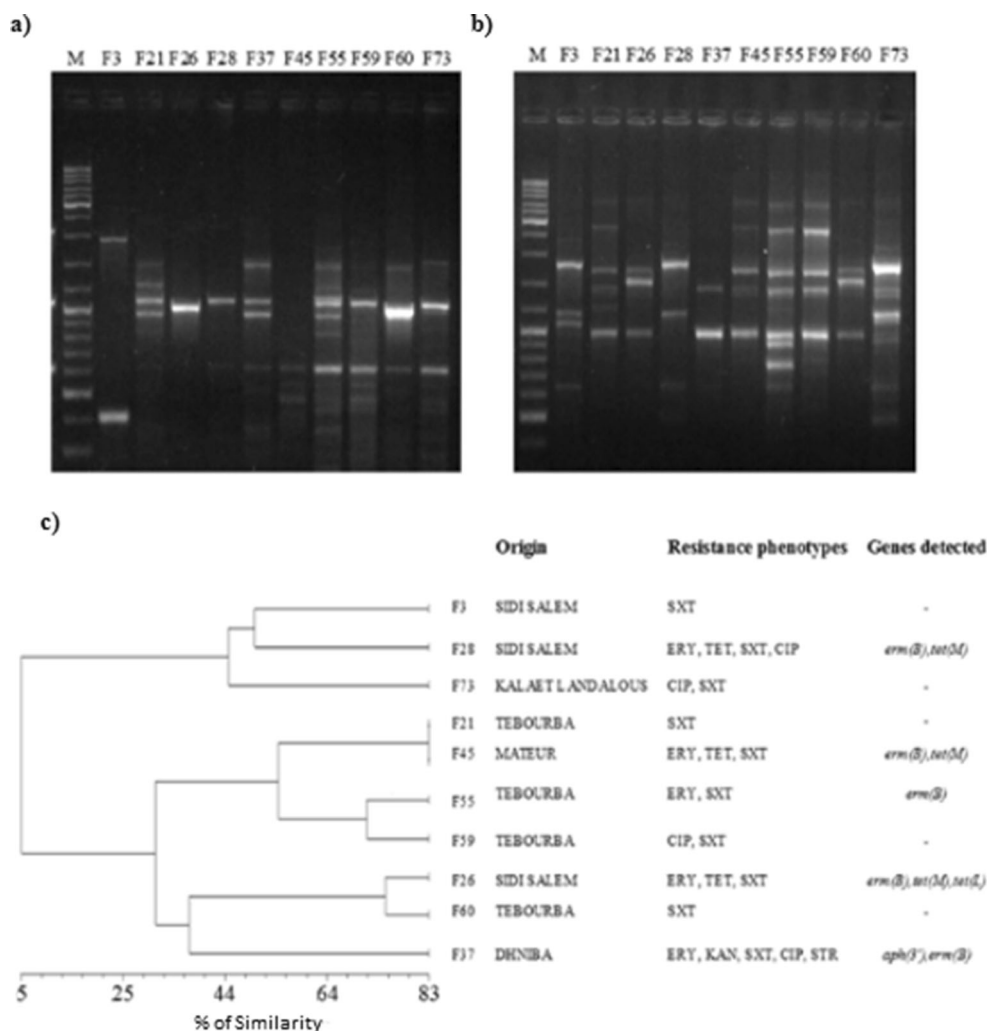 a)
M F3 F21 F26 F28 F37 F45 F55 F59 F60 F73
b)
M F3 F21 F26 F28 F37 F45 F55 F59 F60 F73
c)
Origin Resistance phenotypes Genes detected
F3 SIDI SALEM SXT -
F28 SIDI SALEM ERY, TET, SXT, CIP erm(B),tet(M)
F73 KALAET LANDALOUS CIP, SXT -
F21 TEBOURBA SXT -
F45 MATEUR ERY, TET, SXT erm(B),tet(M)
F55 TEBOURBA ERY, SXT erm(B)
F59 TEBOURBA CIP, SXT -
F26 SIDI SALEM ERY, TET, SXT erm(B),tet(M),tet(L)
F60 TEBOURBA SXT -
F37 DHNIBA ERY, KAN, SXT, CIP, STR aph(3'),erm(B)
5 25 44 64 83
% of Similarity